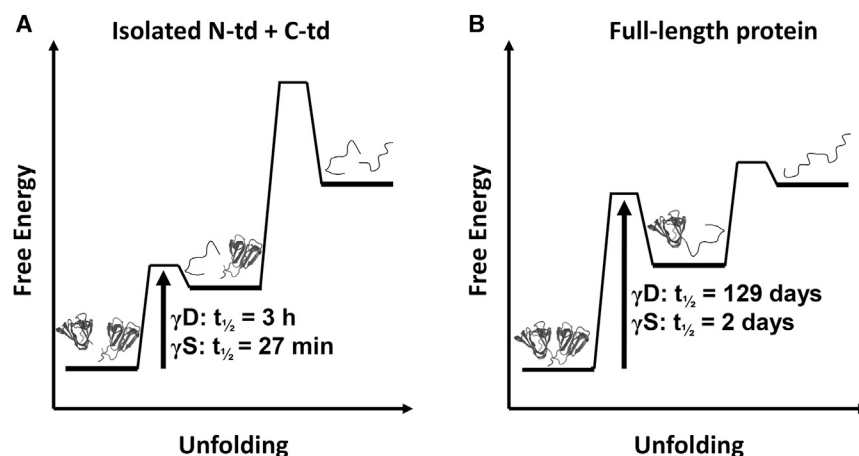 A
Isolated N-td + C-td
Free Energy
γD: t½ = 3 h
γS: t½ = 27 min
Unfolding
B
Full-length protein
Free Energy
γD: t½ = 129 days
γS: t½ = 2 days
Unfolding